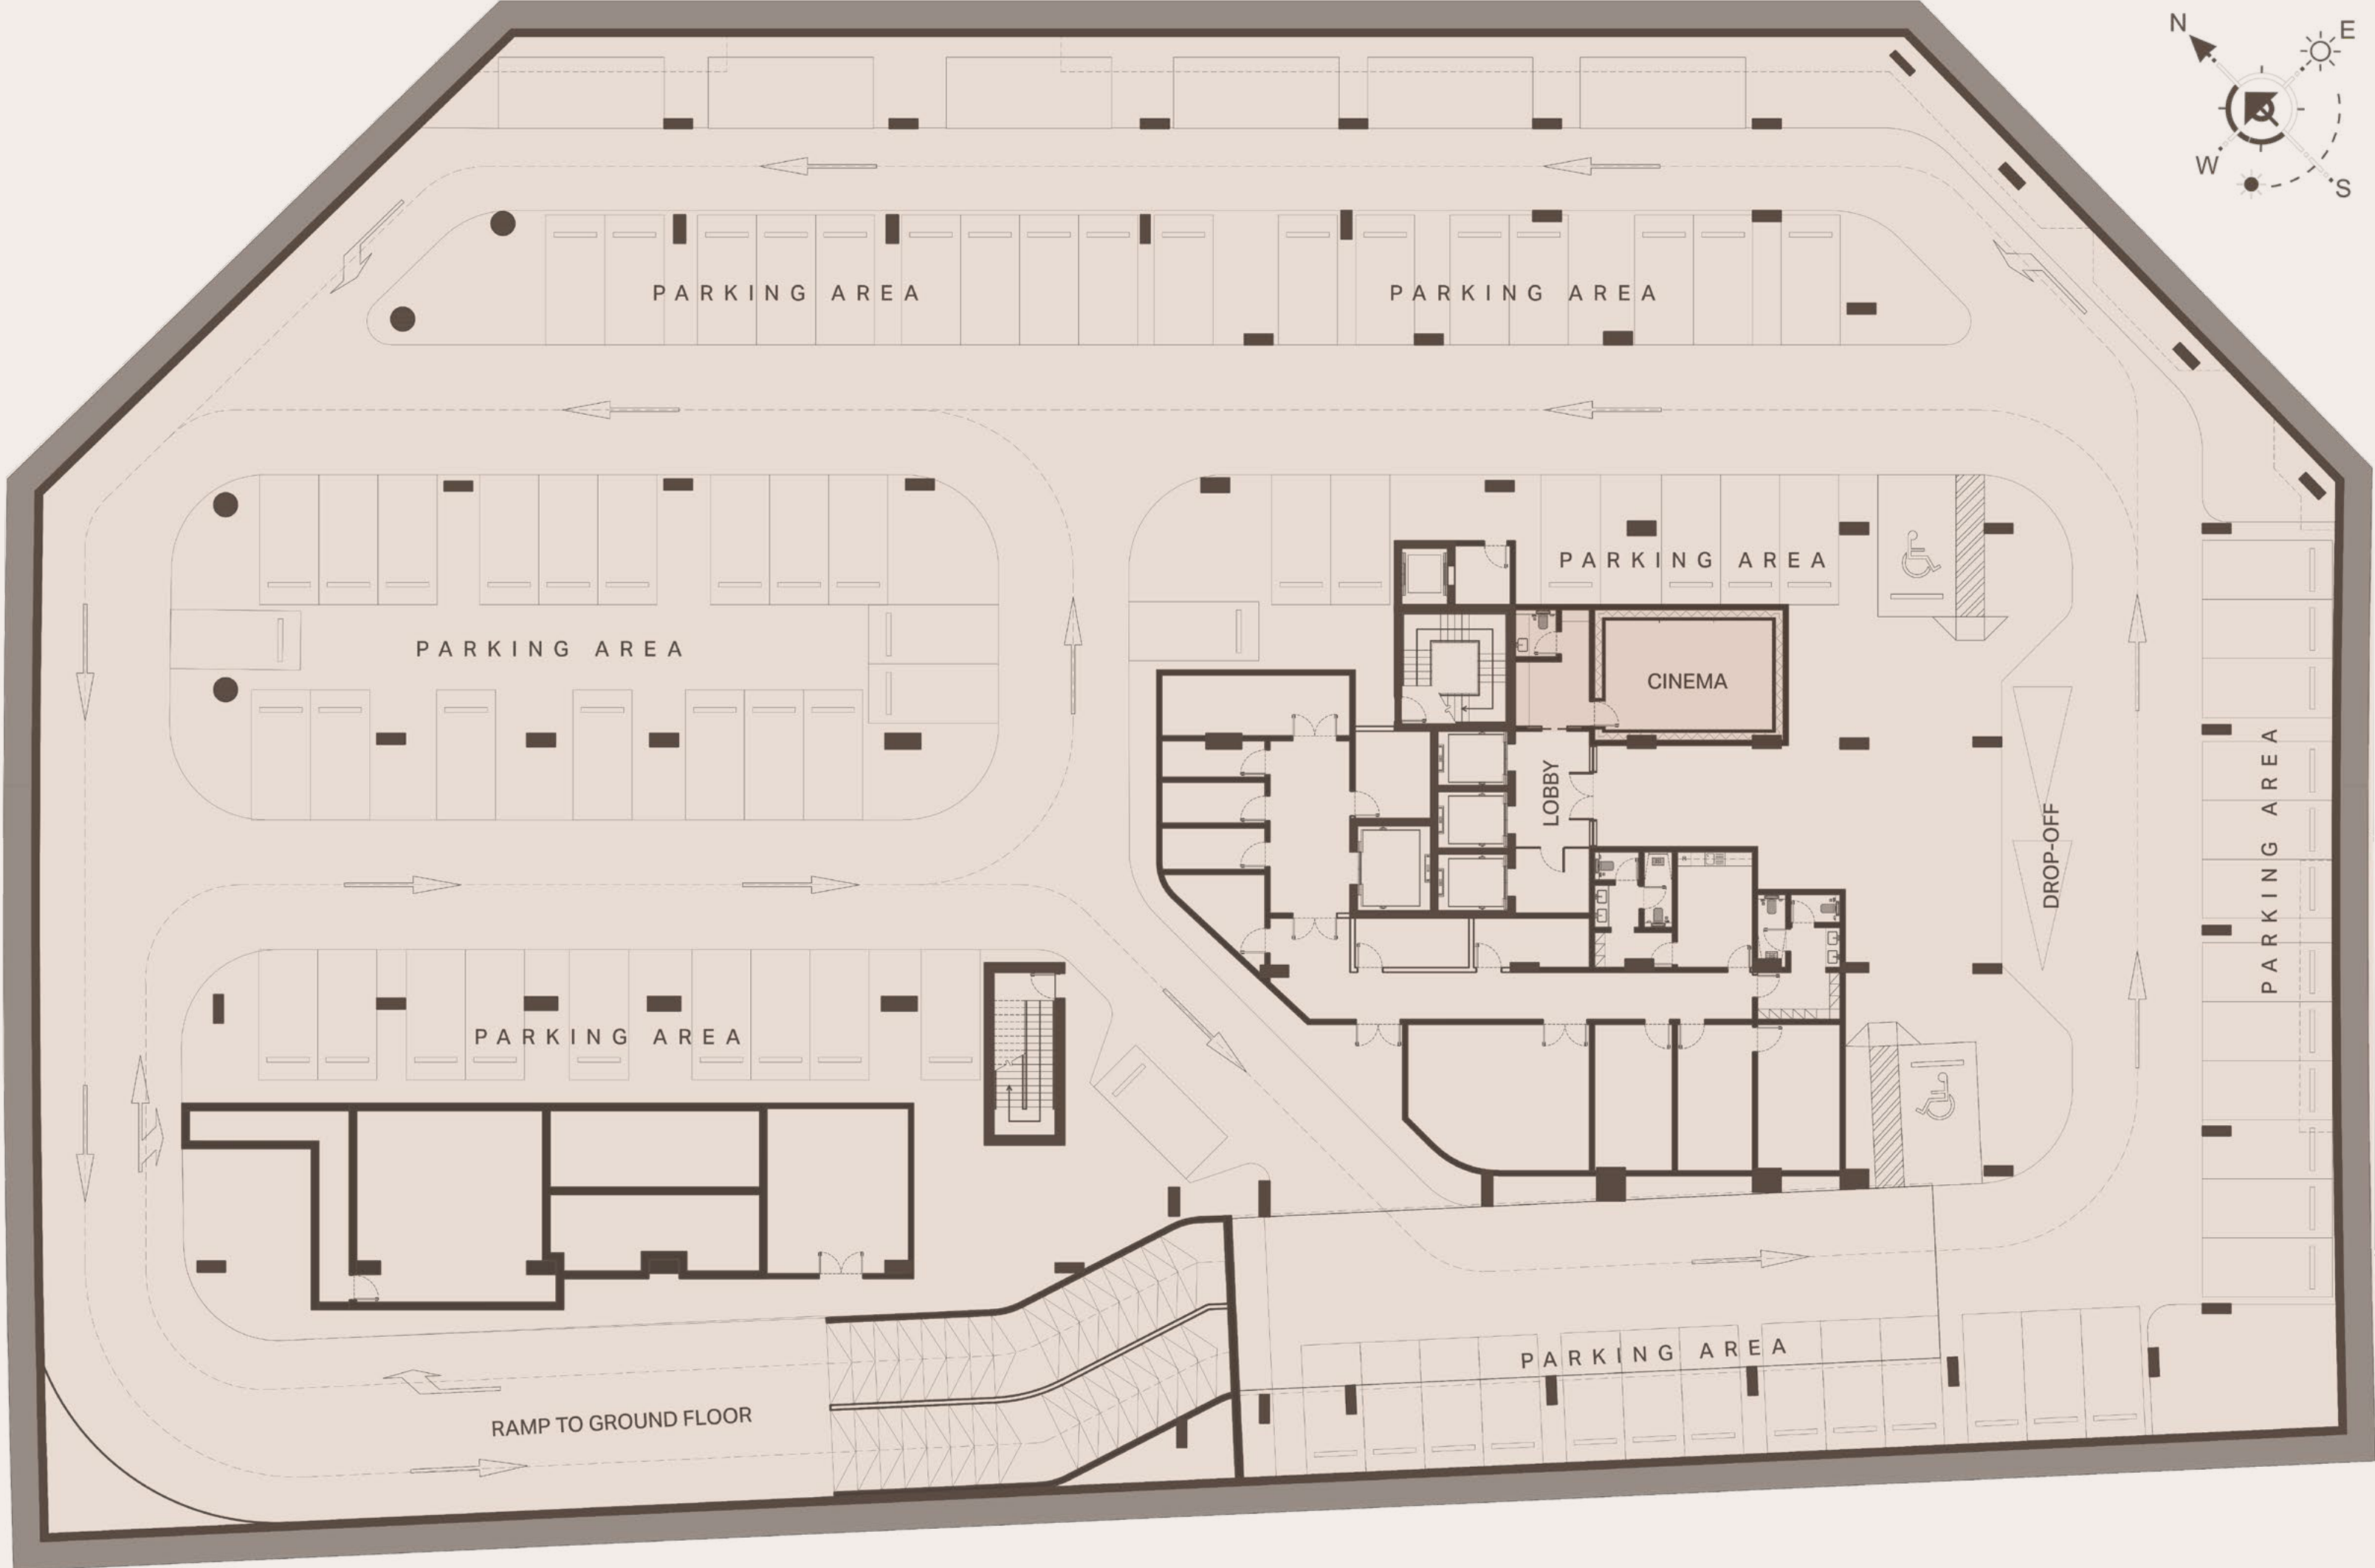 N
E
W
S
PARKING AREA
PARKING AREA
PARKING AREA
PARKING AREA
CINEMA
LOBBY
DROP-OFF
PARKING AREA
PARKING AREA
PARKING AREA
RAMP TO GROUND FLOOR